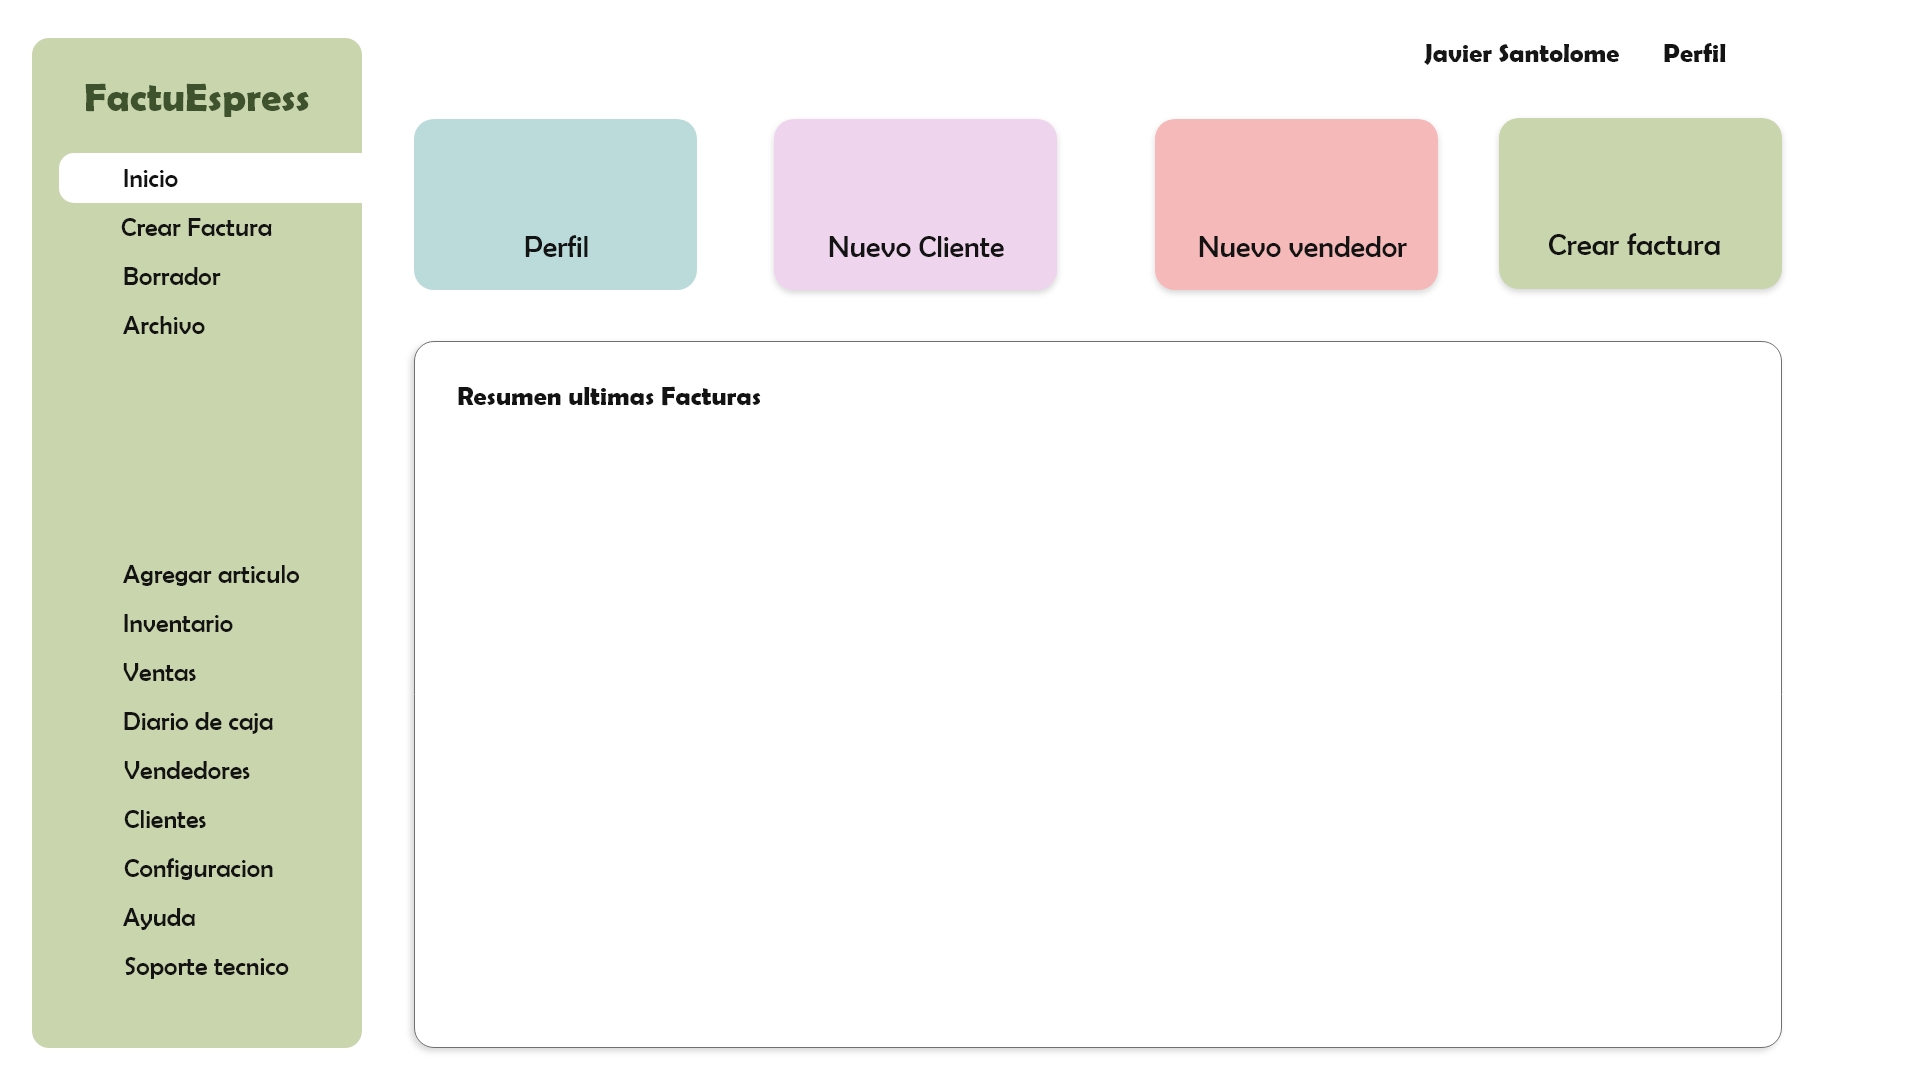 FactuEspress
Inicio
Crear Factura
Borrador
Archivo
Agregar articulo
Inventario
Ventas
Diario de caja
Vendedores
Clientes
Configuracion
Ayuda
Soporte tecnico
Javier Santolome Perfil
Perfil
Nuevo Cliente
Nuevo vendedor
Crear factura
Resumen ultimas Facturas